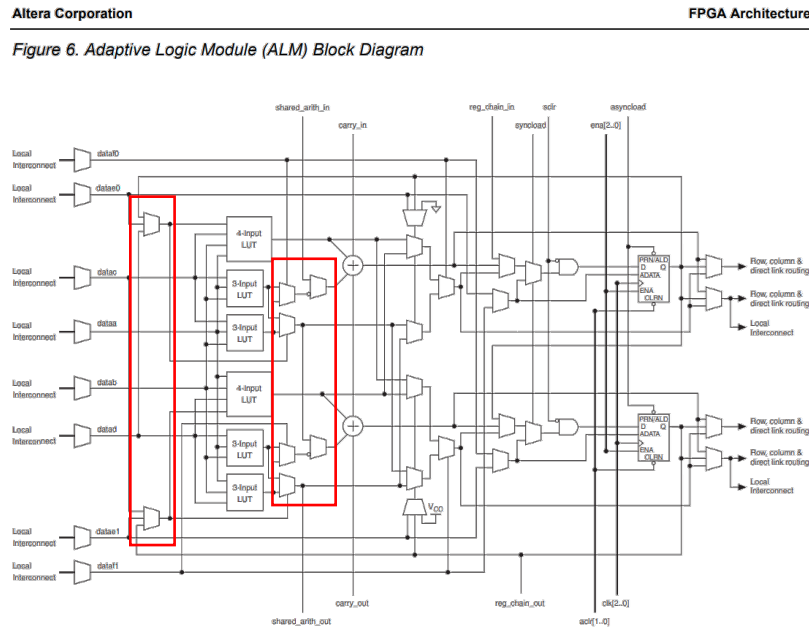 Altera Corporation
FPGA Architecture
Figure 6. Adaptive Logic Module (ALM) Block Diagram
shared_arith_in
carry_in
reg_chain_in
sclr
asyncload
syncload
ena[2..0]
Local
Interconnect
dataf0
Local
Interconnect
datae0
4-Input
LUT
PRN/ALD
D Q
ADATA
ENA
CLRN
Row, column &
direct link routing
Local
Interconnect
datac
3-Input
LUT
Row, column &
direct link routing
Local
Interconnect
dataa
3-Input
LUT
Local
Interconnect
Local
Interconnect
datab
4-Input
LUT
Local
Interconnect
datad
3-Input
LUT
PRN/ALD
D Q
ADATA
ENA
CLRN
Row, column &
direct link routing
Row, column &
direct link routing
3-Input
LUT
Local
Interconnect
VCC
Local
Interconnect
datae1
Local
Interconnect
dataf1
carry_out
reg_chain_out
clk[2..0]
shared_arith_out
aclr[1..0]